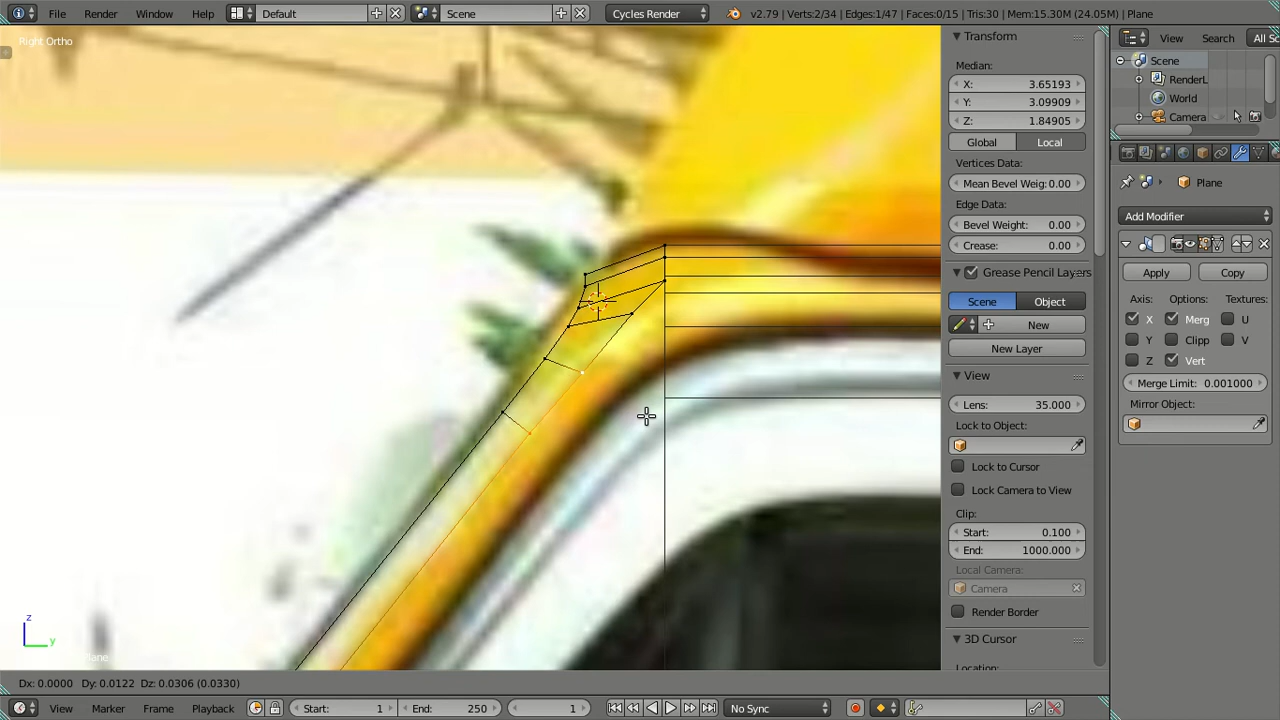 File Render Window Help Default Scene Cycles Render v2.79 | Verts:2/34 | Edges:1/47 | Faces:0/15 | Tris:30 | Mem:15.30M (24.05M) | Plane
Right Ortho
Transform
Median:
X: 3.65193
Y: 3.09909
Z: 1.84905
Global Local
Vertices Data:
Mean Bevel Weig: 0.00
Edge Data:
Bevel Weight: 0.00
Crease: 0.00
Grease Pencil Layers
Scene Object
New
New Layer
View
Lens: 35.000
Lock to Object:
Lock to Cursor
Lock Camera to View
Clip:
Start: 0.100
End: 1000.000
Local Camera:
Camera
Render Border
3D Cursor
Location:
View Search All Sc
Scene
RenderL
World
Camera
Plane
Add Modifier
Apply Copy
Axis: Options: Textures:
X Merg U
Y Clipp V
Z Vert
Merge Limit: 0.001000
Mirror Object:
z
y
Dx: 0.0000 Dy: 0.0122 Dz: 0.0306 (0.0330)
View Marker Frame Playback Start: 1 End: 250 1 No Sync